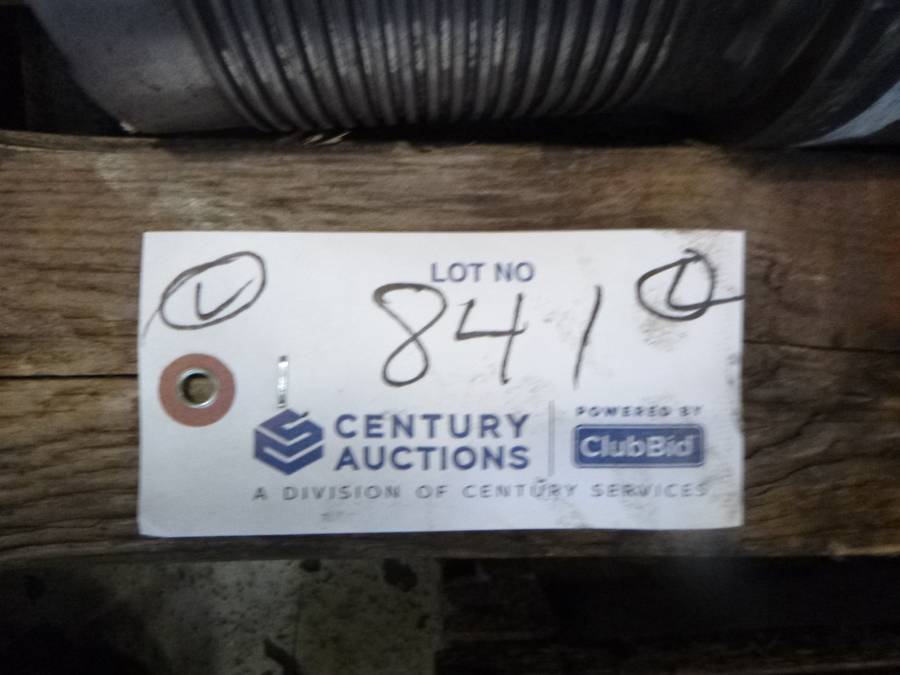 LOT NO
841
CENTURY
AUCTIONS
POWERED BY
ClubBid
A DIVISION OF CENTURY SERVICES